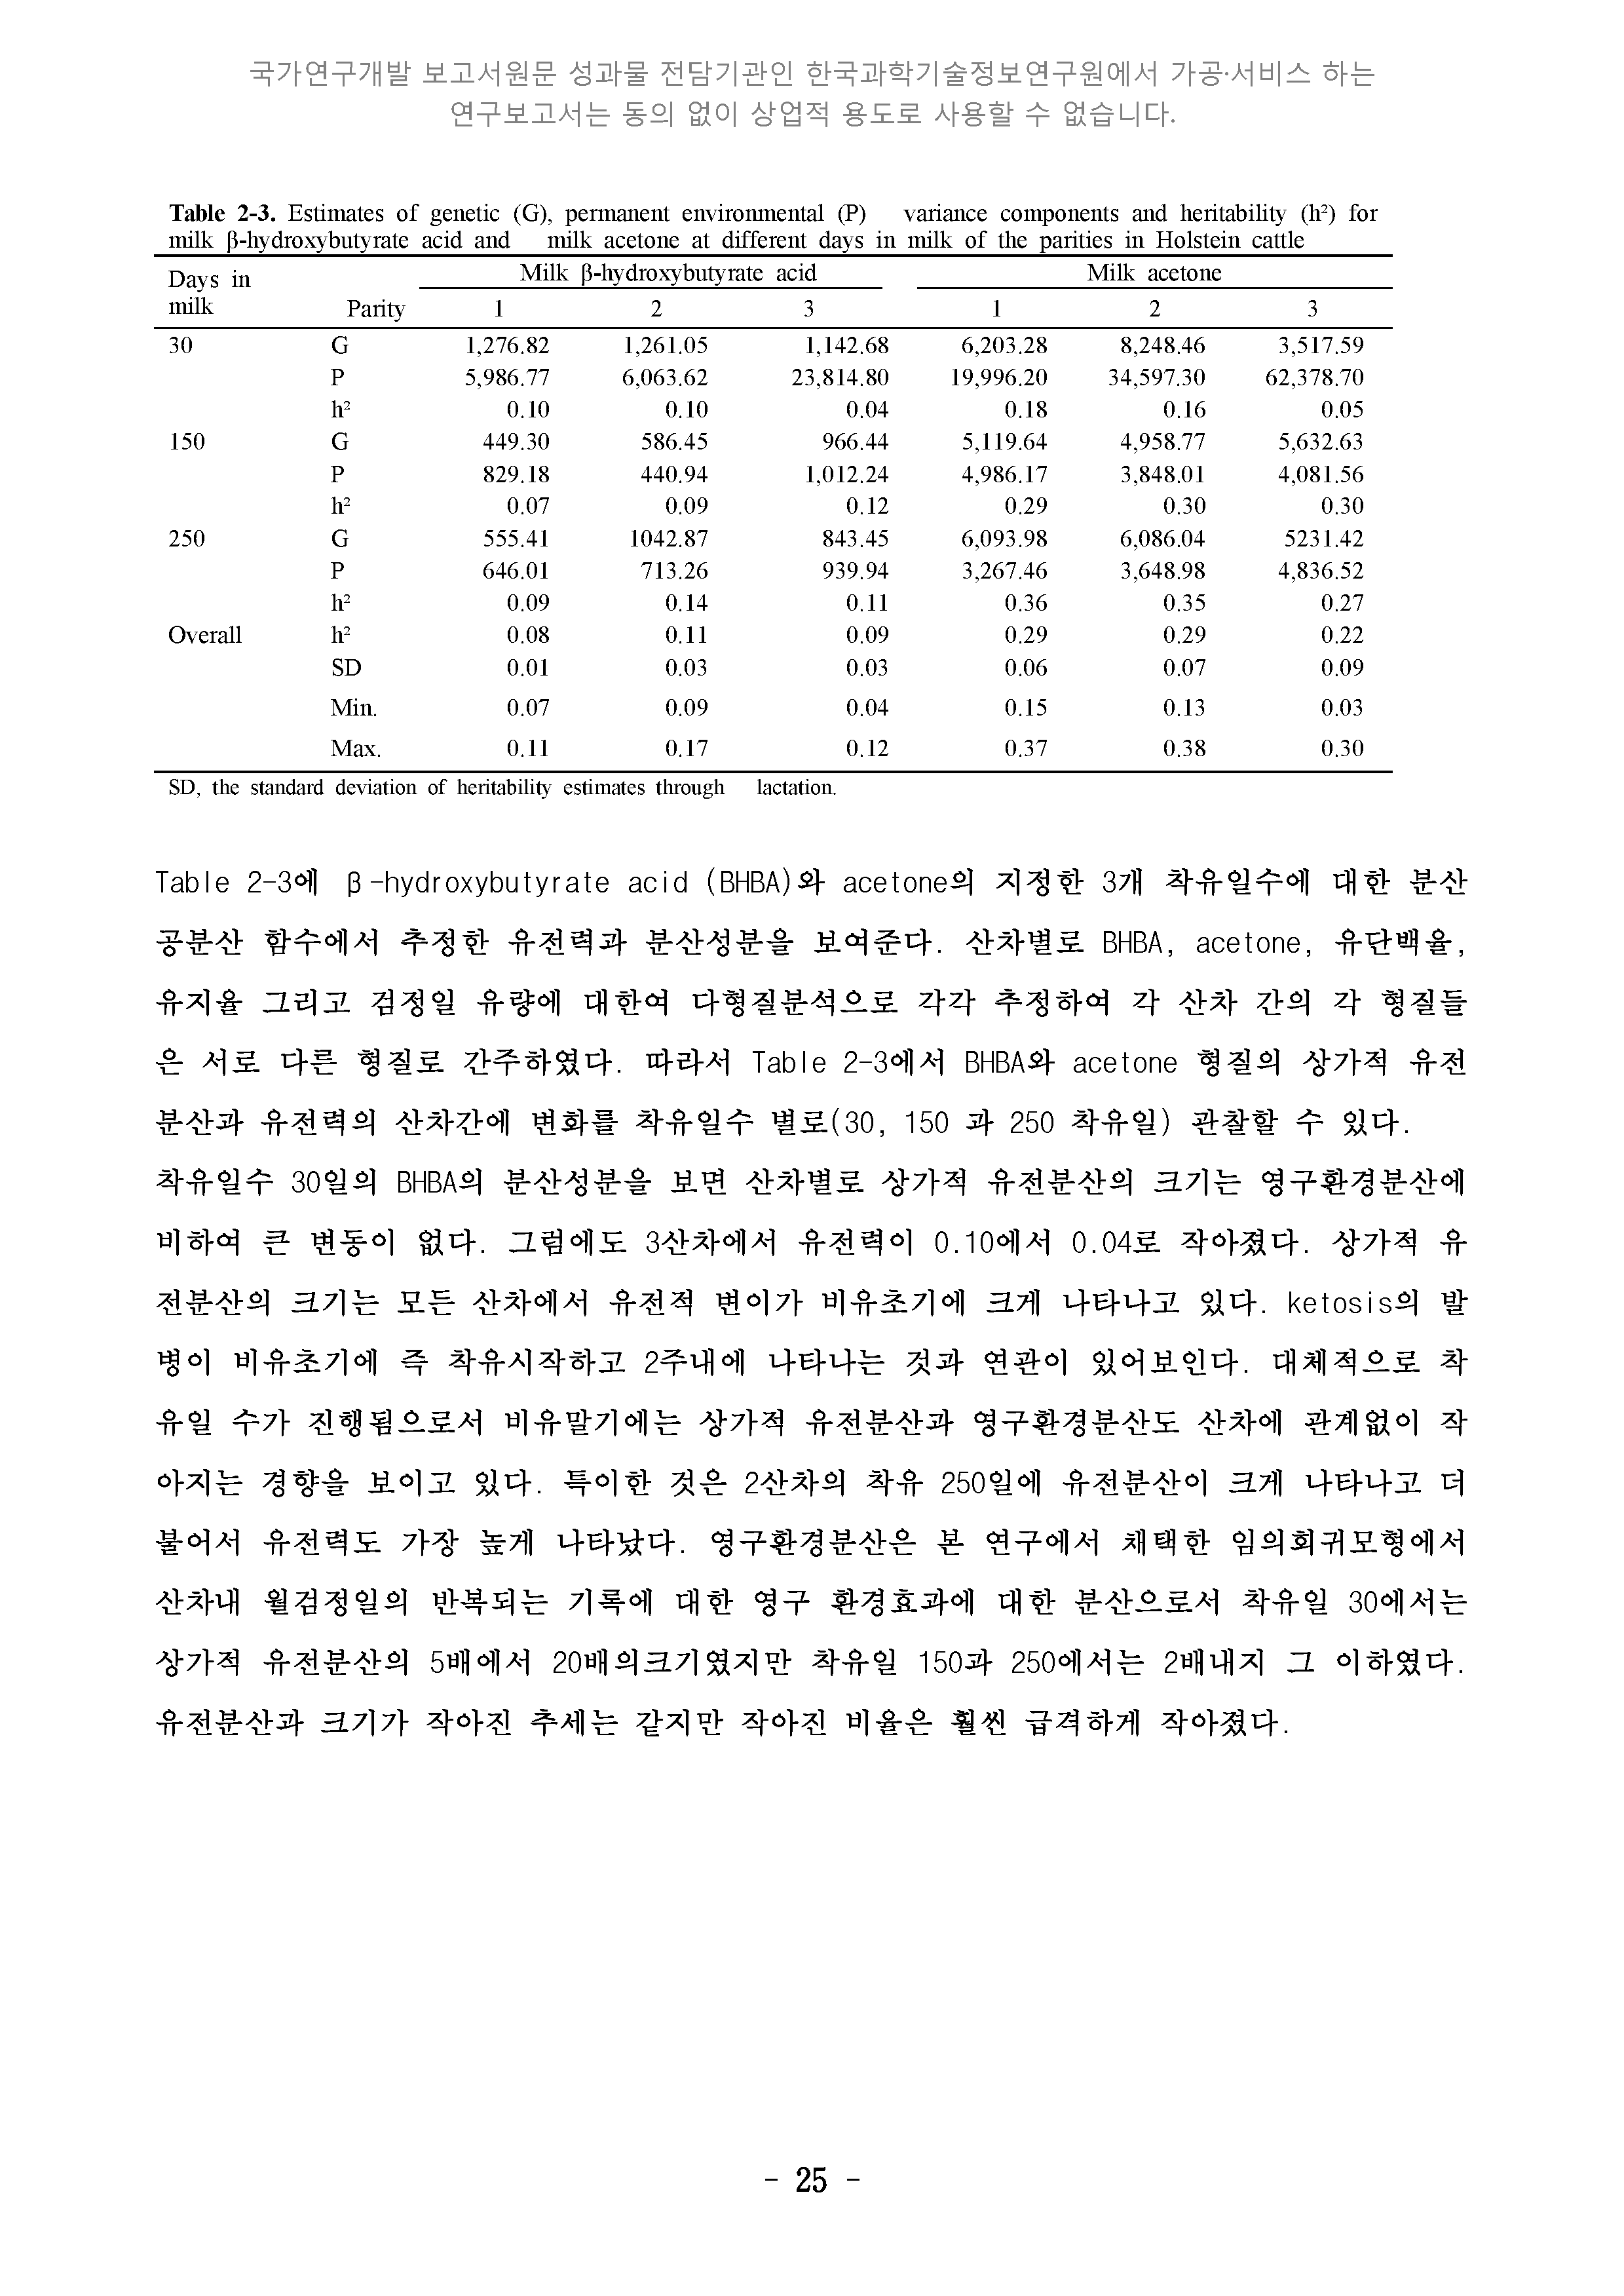 국가연구개발 보고서원문 성과물 전담기관인 한국과학기술정보연구원에서 가공·서비스 하는
연구보고서는 동의 없이 상업적 용도로 사용할 수 없습니다.
Table 2-3. Estimates of genetic (G), permanent environmental (P) variance components and heritability (h²) for
milk β-hydroxybutyrate acid and milk acetone at different days in milk of the parities in Holstein cattle
Days in milk Parity Milk β-hydroxybutyrate acid Milk acetone
1 2 3 1 2 3
30 G 1,276.82 1,261.05 1,142.68 6,203.28 8,248.46 3,517.59
P 5,986.77 6,063.62 23,814.80 19,996.20 34,597.30 62,378.70
h² 0.10 0.10 0.04 0.18 0.16 0.05
150 G 449.30 586.45 966.44 5,119.64 4,958.77 5,632.63
P 829.18 440.94 1,012.24 4,986.17 3,848.01 4,081.56
h² 0.07 0.09 0.12 0.29 0.30 0.30
250 G 555.41 1042.87 843.45 6,093.98 6,086.04 5231.42
P 646.01 713.26 939.94 3,267.46 3,648.98 4,836.52
h² 0.09 0.14 0.11 0.36 0.35 0.27
Overall h² 0.08 0.11 0.09 0.29 0.29 0.22
SD 0.01 0.03 0.03 0.06 0.07 0.09
Min. 0.07 0.09 0.04 0.15 0.13 0.03
Max. 0.11 0.17 0.12 0.37 0.38 0.30
SD, the standard deviation of heritability estimates through lactation.
Table 2-3에 β-hydroxybutyrate acid (BHBA)와 acetone의 지정한 3개 착유일수에 대한 분산
공분산 함수에서 추정한 유전력과 분산성분을 보여준다. 산차별로 BHBA, acetone, 유단백율,
유지율 그리고 검정일 유량에 대한여 다형질분석으로 각각 추정하여 각 산차 간의 각 형질들
은 서로 다른 형질로 간주하였다. 따라서 Table 2-3에서 BHBA와 acetone 형질의 상가적 유전
분산과 유전력의 산차간에 변화를 착유일수 별로(30, 150 과 250 착유일) 관찰할 수 있다.
착유일수 30일의 BHBA의 분산성분을 보면 산차별로 상가적 유전분산의 크기는 영구환경분산에
비하여 큰 변동이 없다. 그럼에도 3산차에서 유전력이 0.10에서 0.04로 작아졌다. 상가적 유
전분산의 크기는 모든 산차에서 유전적 변이가 비유초기에 크게 나타나고 있다. ketosis의 발
병이 비유초기에 즉 착유시작하고 2주내에 나타나는 것과 연관이 있어보인다. 대체적으로 착
유일 수가 진행됨으로서 비유말기에는 상가적 유전분산과 영구환경분산도 산차에 관계없이 작
아지는 경향을 보이고 있다. 특이한 것은 2산차의 착유 250일에 유전분산이 크게 나타나고 더
불어서 유전력도 가장 높게 나타났다. 영구환경분산은 본 연구에서 채택한 임의회귀모형에서
산차내 월검정일의 반복되는 기록에 대한 영구 환경효과에 대한 분산으로서 착유일 30에서는
상가적 유전분산의 5배에서 20배의크기였지만 착유일 150과 250에서는 2배내지 그 이하였다.
유전분산과 크기가 작아진 추세는 같지만 작아진 비율은 훨씬 급격하게 작아졌다.
- 25 -